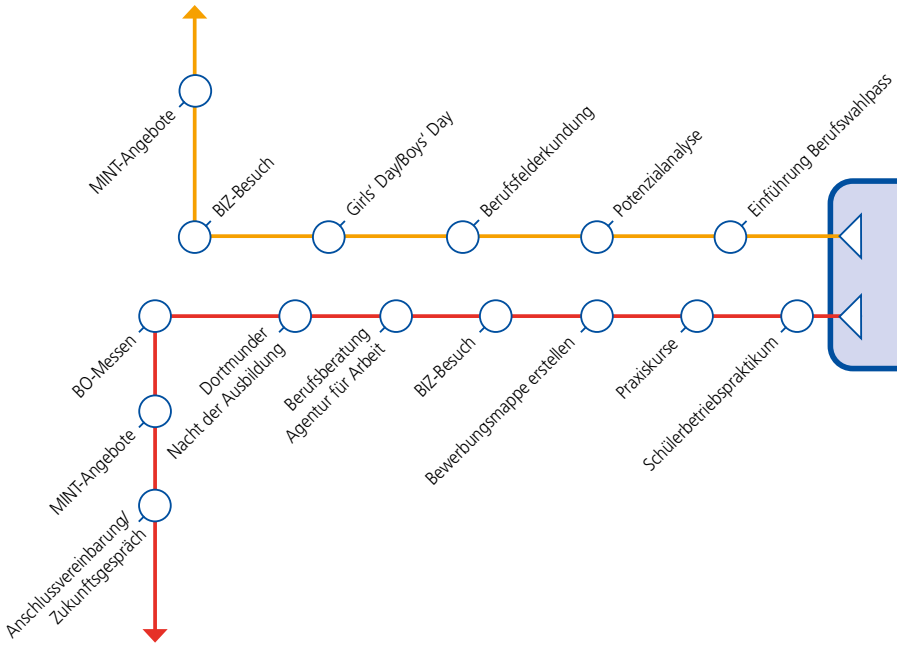 MINT-Angebote
BIZ-Besuch
Girls' Day/Boys' Day
Berufsfelderkundung
Potenzialanalyse
Einführung Berufswahlpass
BO-Messen
Dortmunder
Nacht der Ausbildung
Berufsberatung
Agentur für Arbeit
BIZ-Besuch
Bewerbungsmappe erstellen
Praxiskurse
Schülerbetriebspraktikum
MINT-Angebote
Anschlussvereinbarung/
Zukunftsgespräch